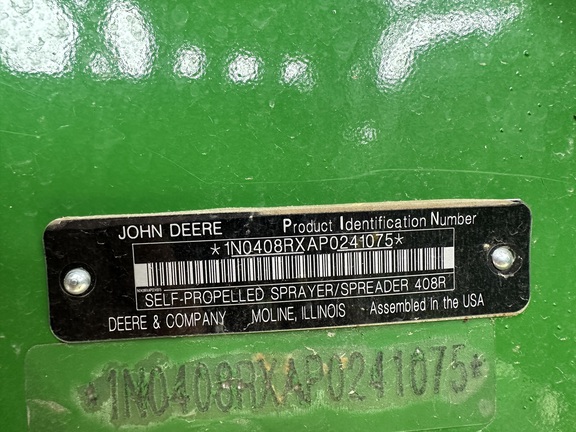 JOHN DEERE Product Identification Number
*1N0408RXAP0241075*
SELF-PROPELLED SPRAYER/SPREADER 408R
DEERE & COMPANY MOLINE, ILLINOIS Assembled in the USA
*1N0408RXAP0241075*